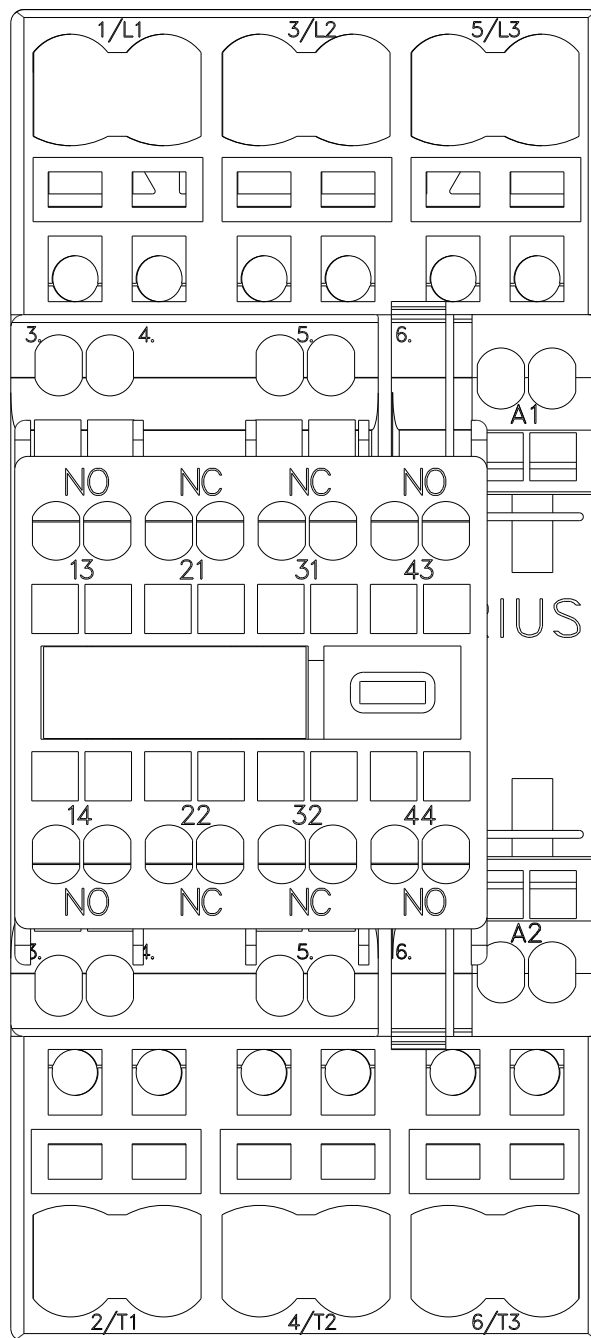 1/L1 3/L2 5/L3
3. 4. 5. 6.
A1
NO NC NC NO
13 21 31 43
IUS
14 22 32 44
NO NC NC NO
A2
3. 4. 5. 6.
2/T1 4/T2 6/T3